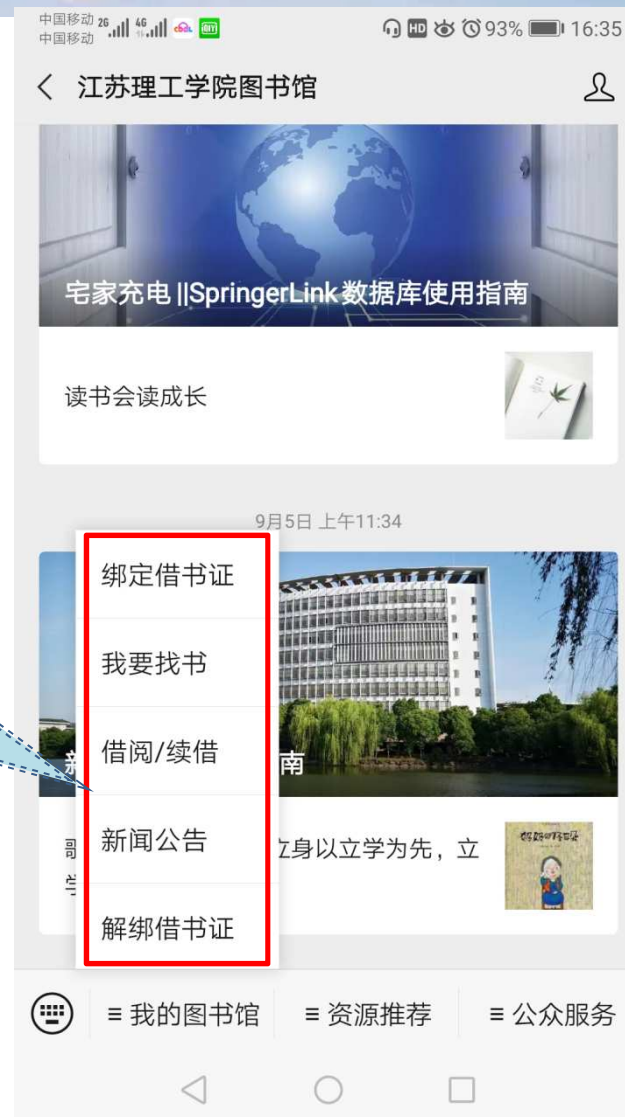 中国移动 2G 4G
中国移动
HD 93% 16:35
江苏理工学院图书馆
宅家充电 ||SpringerLink数据库使用指南
读书会读成长
9月5日 上午11:34
绑定借书证
我要找书
借阅/续借
南
新闻公告
立身以立学为先，立
解绑借书证
≡ 我的图书馆
≡ 资源推荐
≡ 公众服务